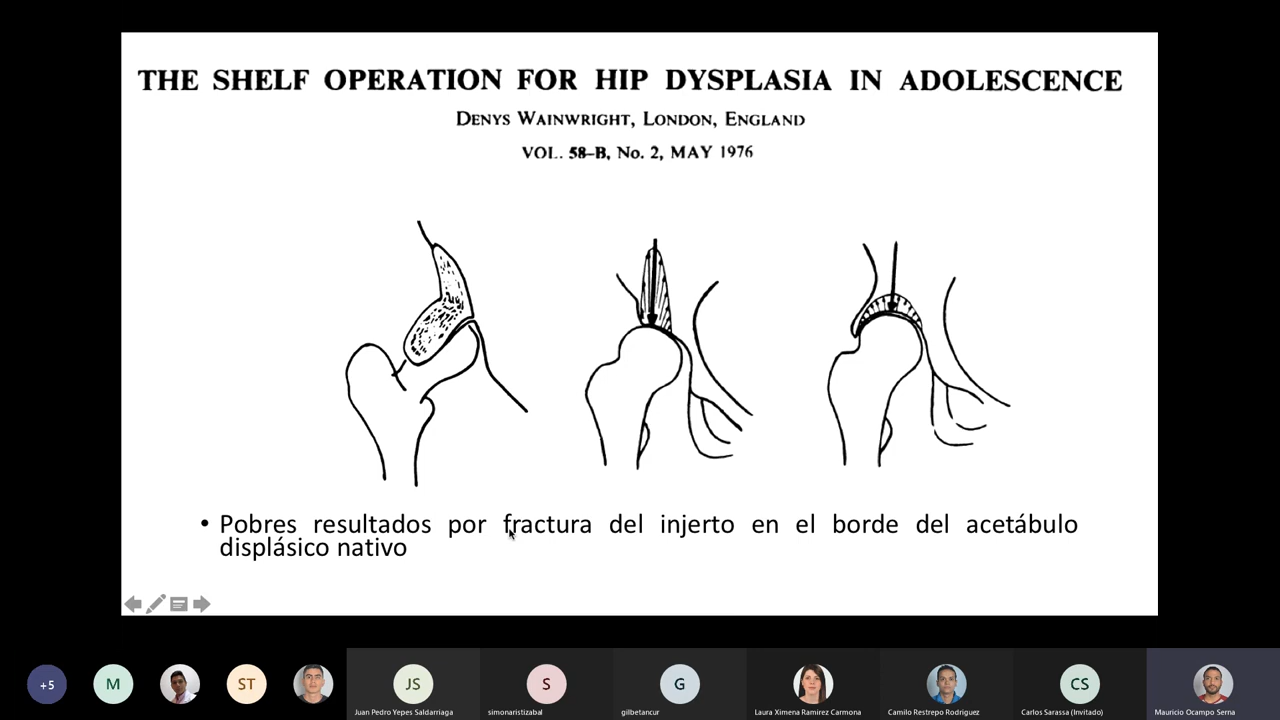 THE SHELF OPERATION FOR HIP DYSPLASIA IN ADOLESCENCE
DENYS WAINWRIGHT, LONDON, ENGLAND
VOL. 58-B, No. 2, MAY 1976
• Pobres resultados por fractura del injerto en el borde del acetábulo
displásico nativo
+5
M
ST
JS
S
G
CS
Juan Pedro Yepes Saldarriaga
simonaristizabal
gilbetancur
Laura Ximena Ramirez Carmona
Camilo Restrepo Rodriguez
Carlos Sarassa (Invitado)
Mauricio Ocampo Serna